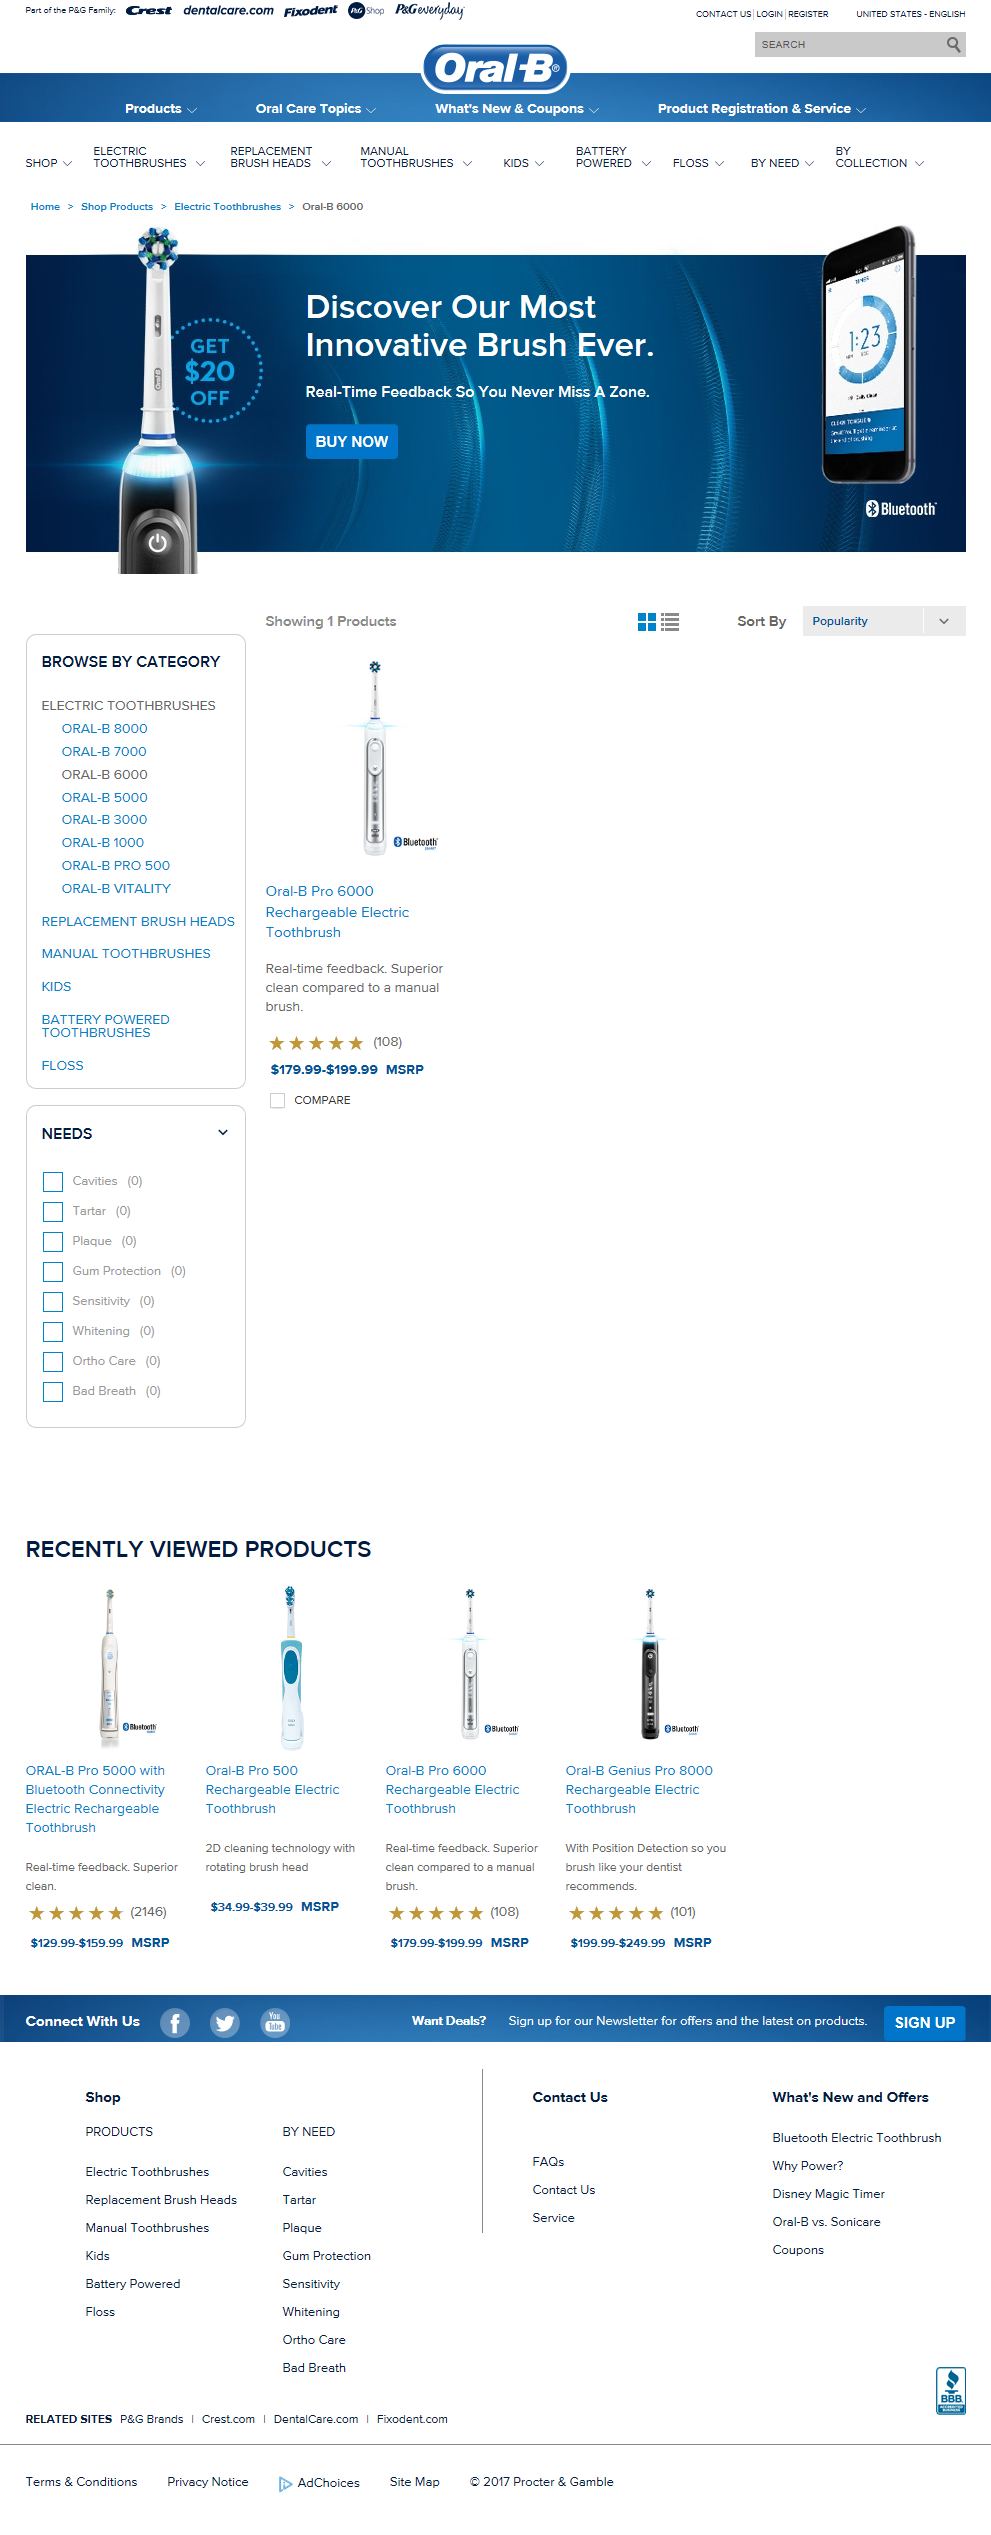 Part of the P&G Family: Crest dentalcare.com Fixodent P&G Shop P&G everyday
CONTACT US | LOGIN | REGISTER UNITED STATES - ENGLISH
SEARCH
Oral-B®
Products Oral Care Topics What's New & Coupons Product Registration & Service
SHOP ELECTRIC TOOTHBRUSHES REPLACEMENT BRUSH HEADS MANUAL TOOTHBRUSHES KIDS BATTERY POWERED FLOSS BY NEED BY COLLECTION
Home > Shop Products > Electric Toothbrushes > Oral-B 6000
GET
$20
OFF
Discover Our Most
Innovative Brush Ever.
Real-Time Feedback So You Never Miss A Zone.
BUY NOW
TIMER
1:23
MIN SEC
Daily Clean
Bluetooth
Showing 1 Products
Sort By Popularity
BROWSE BY CATEGORY
ELECTRIC TOOTHBRUSHES
ORAL-B 8000
ORAL-B 7000
ORAL-B 6000
ORAL-B 5000
ORAL-B 3000
ORAL-B 1000
ORAL-B PRO 500
ORAL-B VITALITY
REPLACEMENT BRUSH HEADS
MANUAL TOOTHBRUSHES
KIDS
BATTERY POWERED
TOOTHBRUSHES
FLOSS
Bluetooth
Oral-B Pro 6000
Rechargeable Electric
Toothbrush
Real-time feedback. Superior
clean compared to a manual
brush.
(108)
$179.99-$199.99 MSRP
COMPARE
NEEDS
Cavities (0)
Tartar (0)
Plaque (0)
Gum Protection (0)
Sensitivity (0)
Whitening (0)
Ortho Care (0)
Bad Breath (0)
RECENTLY VIEWED PRODUCTS
Bluetooth
ORAL-B Pro 5000 with
Bluetooth Connectivity
Electric Rechargeable
Toothbrush
Real-time feedback. Superior
clean.
(2146)
$129.99-$159.99 MSRP
Oral-B Pro 500
Rechargeable Electric
Toothbrush
2D cleaning technology with
rotating brush head
$34.99-$39.99 MSRP
Bluetooth
Oral-B Pro 6000
Rechargeable Electric
Toothbrush
Real-time feedback. Superior
clean compared to a manual
brush.
(108)
$179.99-$199.99 MSRP
Bluetooth
Oral-B Genius Pro 8000
Rechargeable Electric
Toothbrush
With Position Detection so you
brush like your dentist
recommends.
(101)
$199.99-$249.99 MSRP
Connect With Us f You Tube Want Deals? Sign up for our Newsletter for offers and the latest on products. SIGN UP
Shop
PRODUCTS
Electric Toothbrushes
Replacement Brush Heads
Manual Toothbrushes
Kids
Battery Powered
Floss
BY NEED
Cavities
Tartar
Plaque
Gum Protection
Sensitivity
Whitening
Ortho Care
Bad Breath
Contact Us
FAQs
Contact Us
Service
What's New and Offers
Bluetooth Electric Toothbrush
Why Power?
Disney Magic Timer
Oral-B vs. Sonicare
Coupons
BBB
RELATED SITES P&G Brands | Crest.com | DentalCare.com | Fixodent.com
Terms & Conditions Privacy Notice AdChoices Site Map © 2017 Procter & Gamble